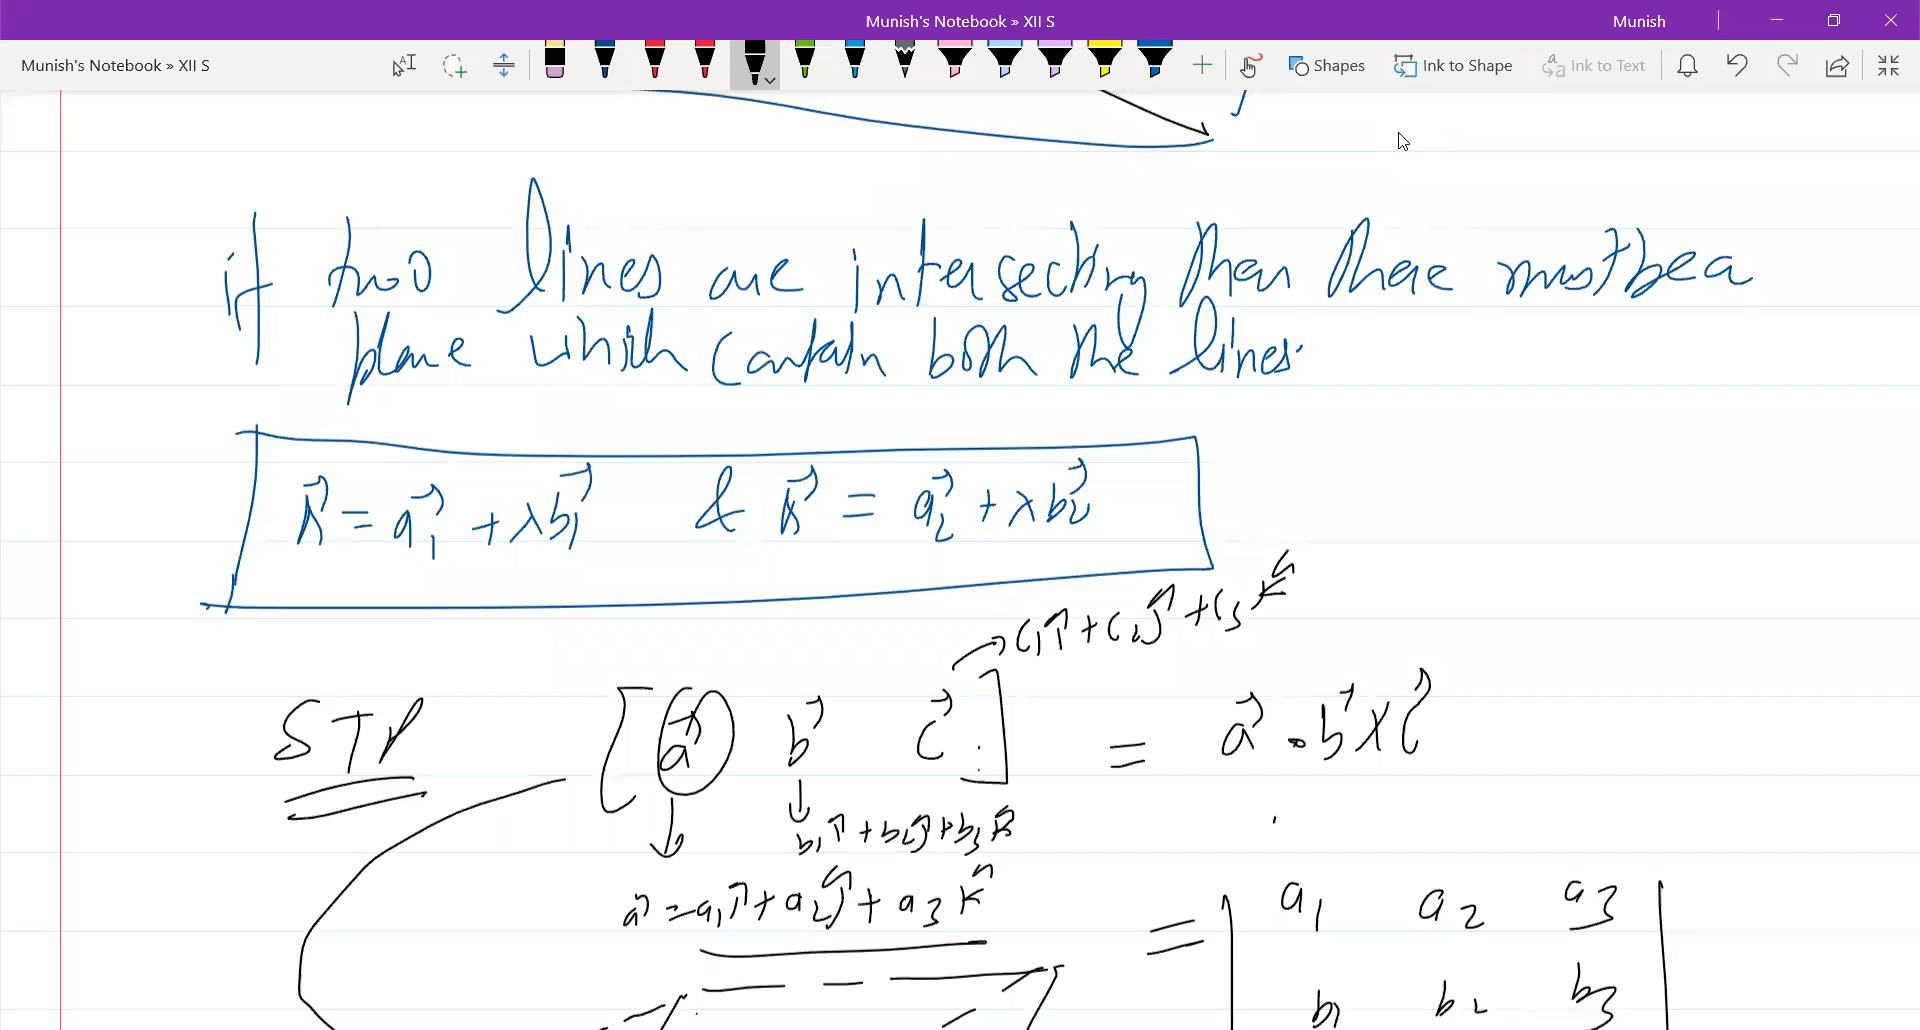 Munish's Notebook » XII S
Munish
Munish's Notebook » XII S
Shapes
Ink to Shape
Ink to Text
if two lines are intersecting then there must be a
plane which contain both the lines.
r⃗ = a⃗₁ + λb⃗₁ & r⃗ = a⃗₂ + λb⃗₂
c₁î + c₂ĵ + c₃k̂
STP [a⃗ b⃗ c⃗] = a⃗ . b⃗ × c⃗
b₁î + b₂ĵ + b₃k̂
a⃗ = a₁î + a₂ĵ + a₃k̂
= | a₁ a₂ a₃ |
b₁ b₂ b₃